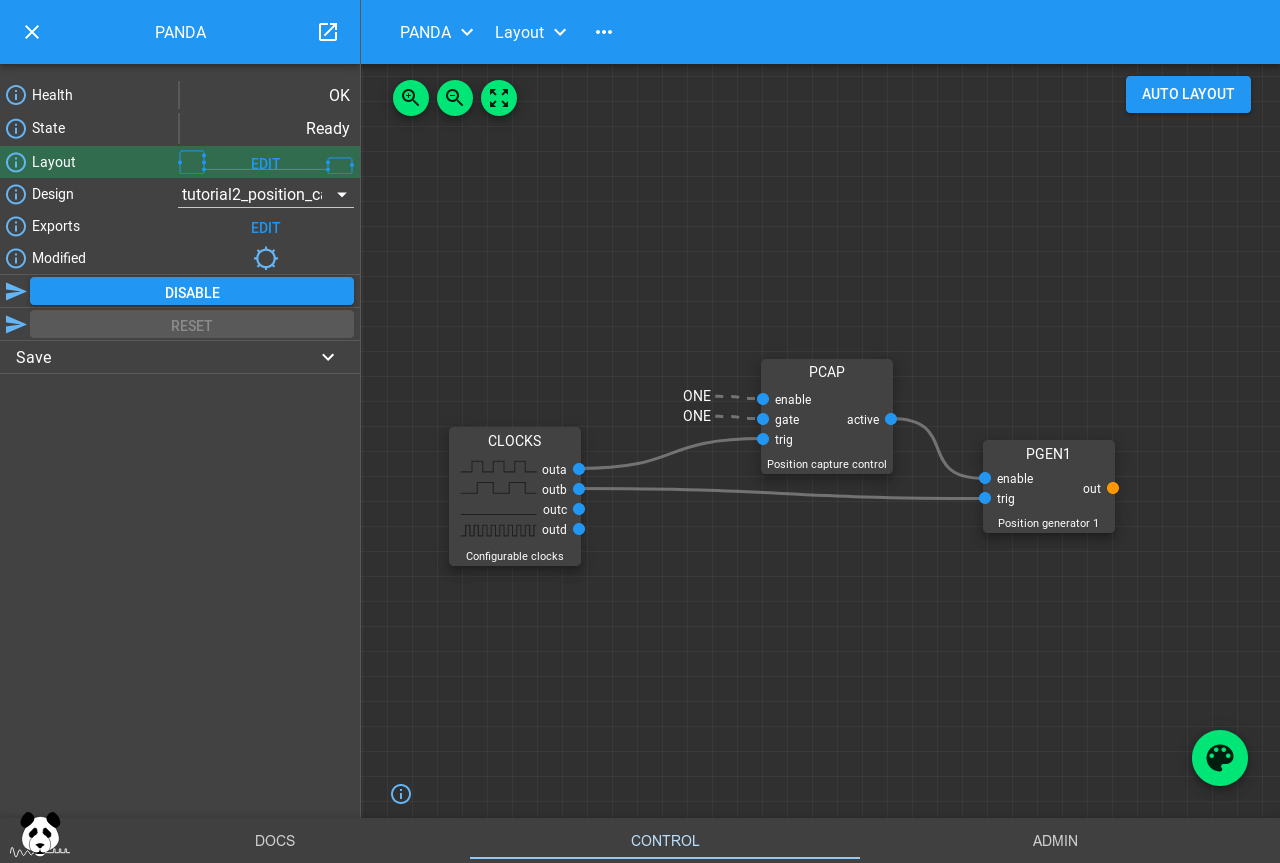 PANDA
PANDA Layout
Health OK
State Ready
Layout EDIT
Design tutorial2_position_c
Exports EDIT
Modified
DISABLE
RESET
Save
AUTO LAYOUT
PCAP
ONE enable
ONE gate active
trig
Position capture control
CLOCKS
outa
outb
outc
outd
Configurable clocks
PGEN1
enable
out
trig
Position generator 1
DOCS CONTROL ADMIN